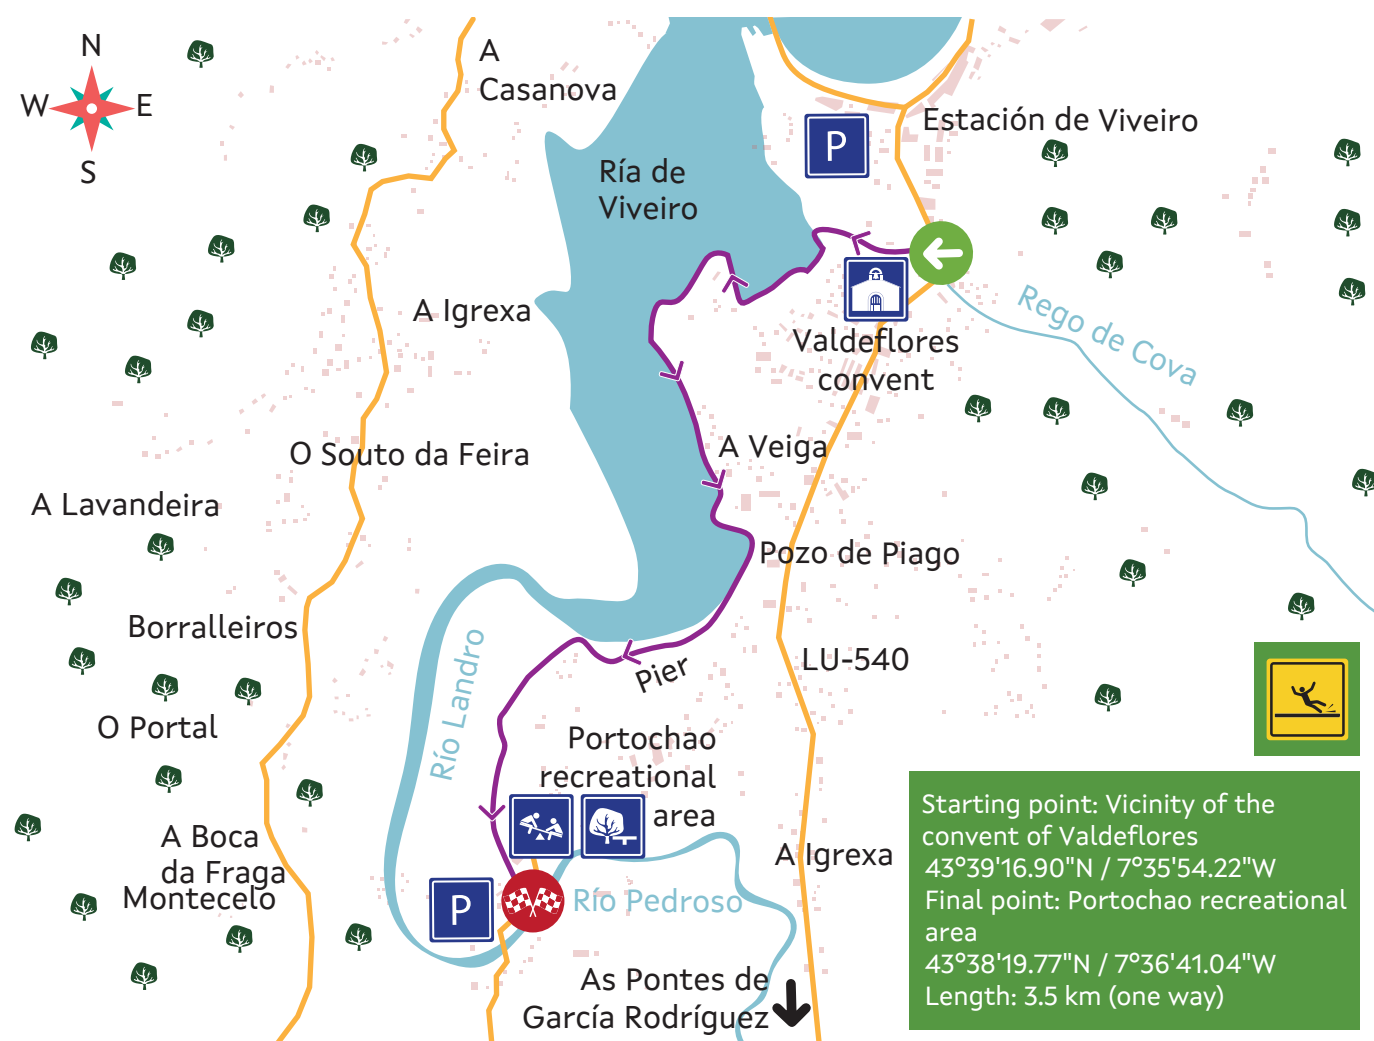 N
W
E
S
A
Casanova
Estación de Viveiro
P
Ría de
Viveiro
Rego de Cova
A Igrexa
Valdeflores
convent
O Souto da Feira
A Veiga
A Lavandeira
Pozo de Piago
Borralleiros
LU-540
Pier
Río Landro
O Portal
Portochao
recreational
area
A Boca
da Fraga
Montecelo
A Igrexa
P
Río Pedroso
As Pontes de
García Rodríguez
Starting point: Vicinity of the
convent of Valdeflores
43°39'16.90"N / 7°35'54.22"W
Final point: Portochao recreational
area
43°38'19.77"N / 7°36'41.04"W
Length: 3.5 km (one way)